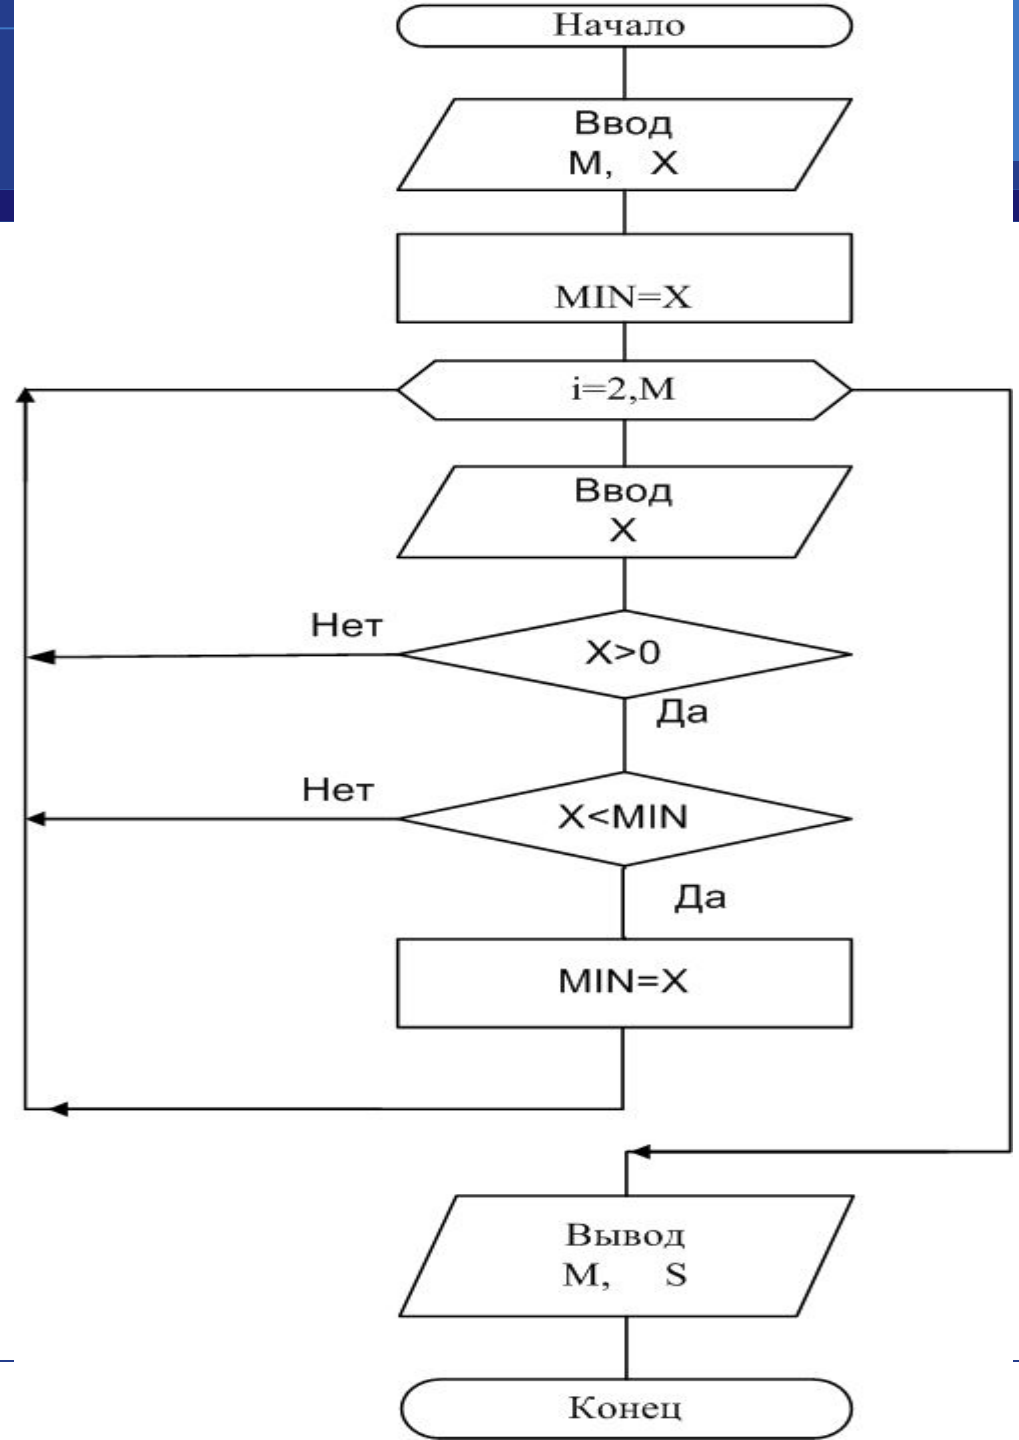 Начало
Ввод
М, X
MIN=X
i=2,M
Ввод
X
Нет
X>0
Да
Нет
X<MIN
Да
MIN=X
Вывод
M, S
Конец